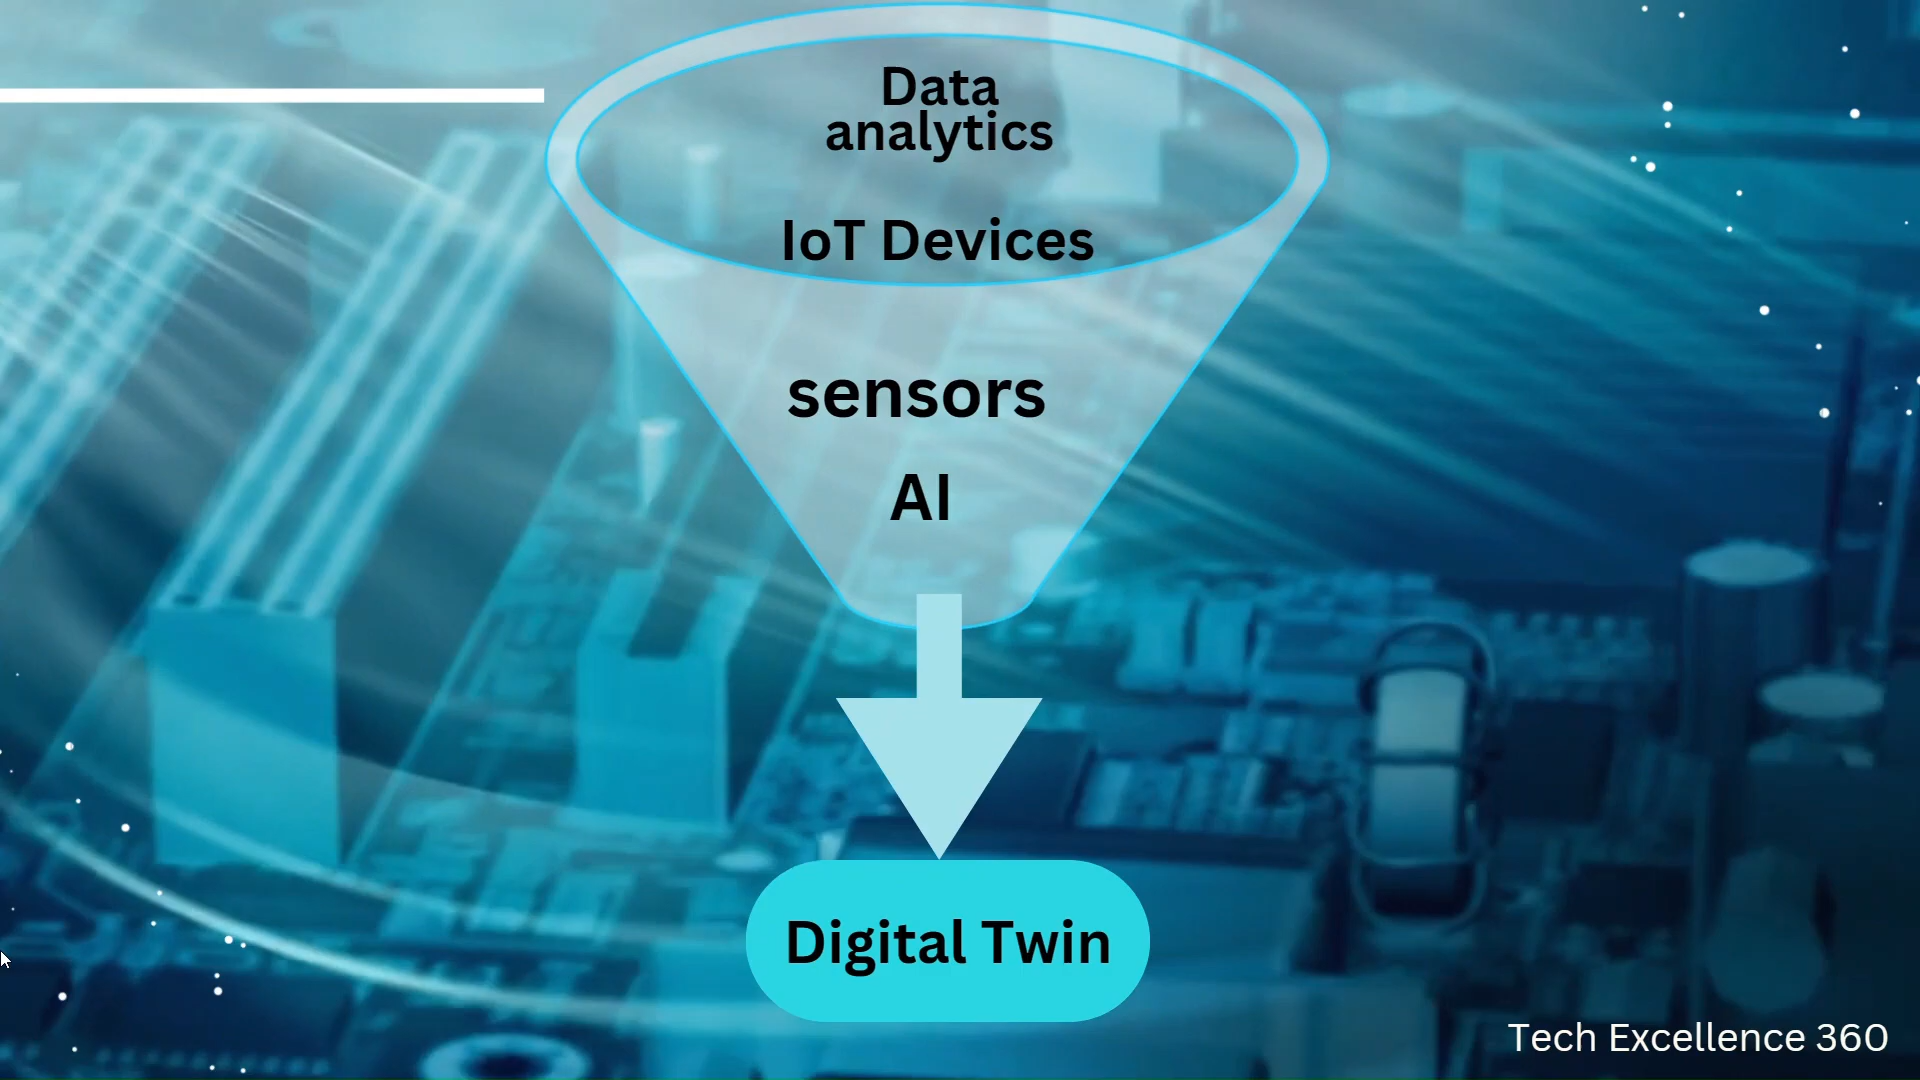 Data
analytics
IoT Devices
sensors
AI
Digital Twin
Tech Excellence 360